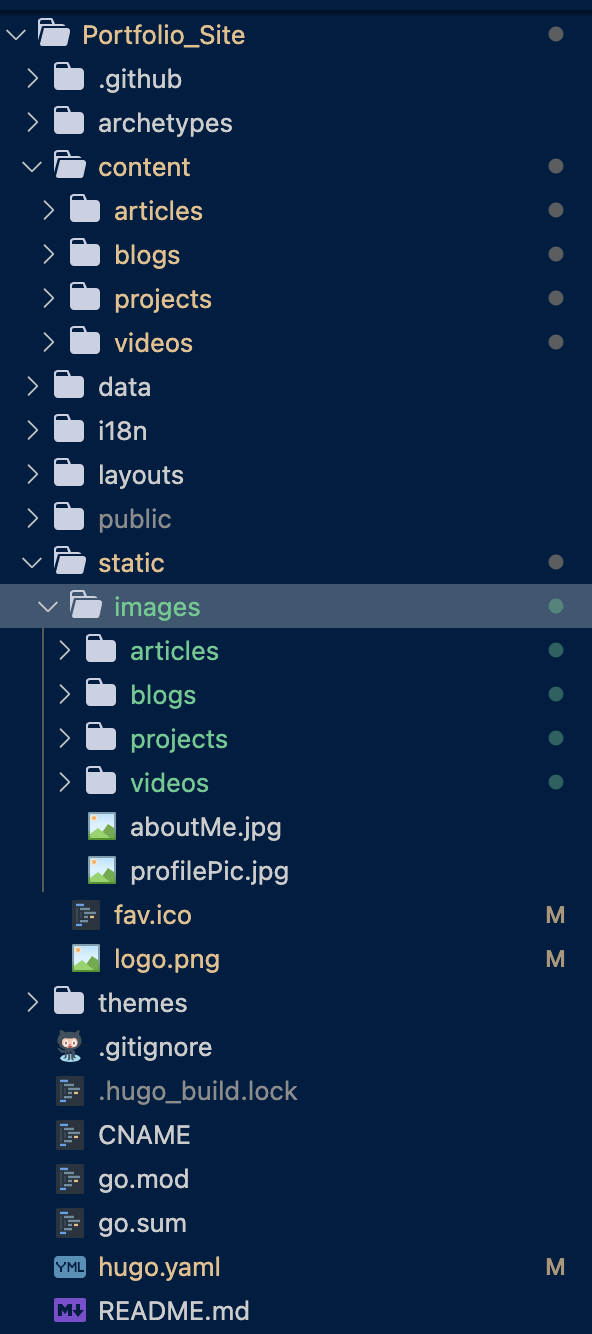 Portfolio_Site
.github
archetypes
content
articles
blogs
projects
videos
data
i18n
layouts
public
static
images
articles
blogs
projects
videos
aboutMe.jpg
profilePic.jpg
fav.ico M
logo.png M
themes
.gitignore
.hugo_build.lock
CNAME
go.mod
go.sum
YML hugo.yaml M
M README.md